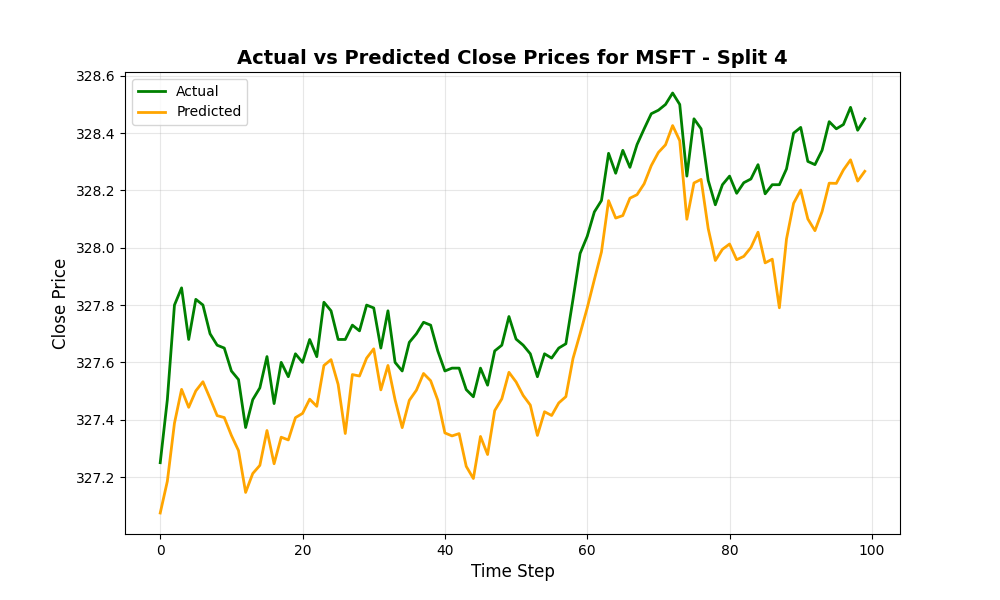 Actual vs Predicted Close Prices for MSFT - Split 4
Actual
Predicted
Close Price
328.6
328.4
328.2
328.0
327.8
327.6
327.4
327.2
0 20 40 60 80 100
Time Step